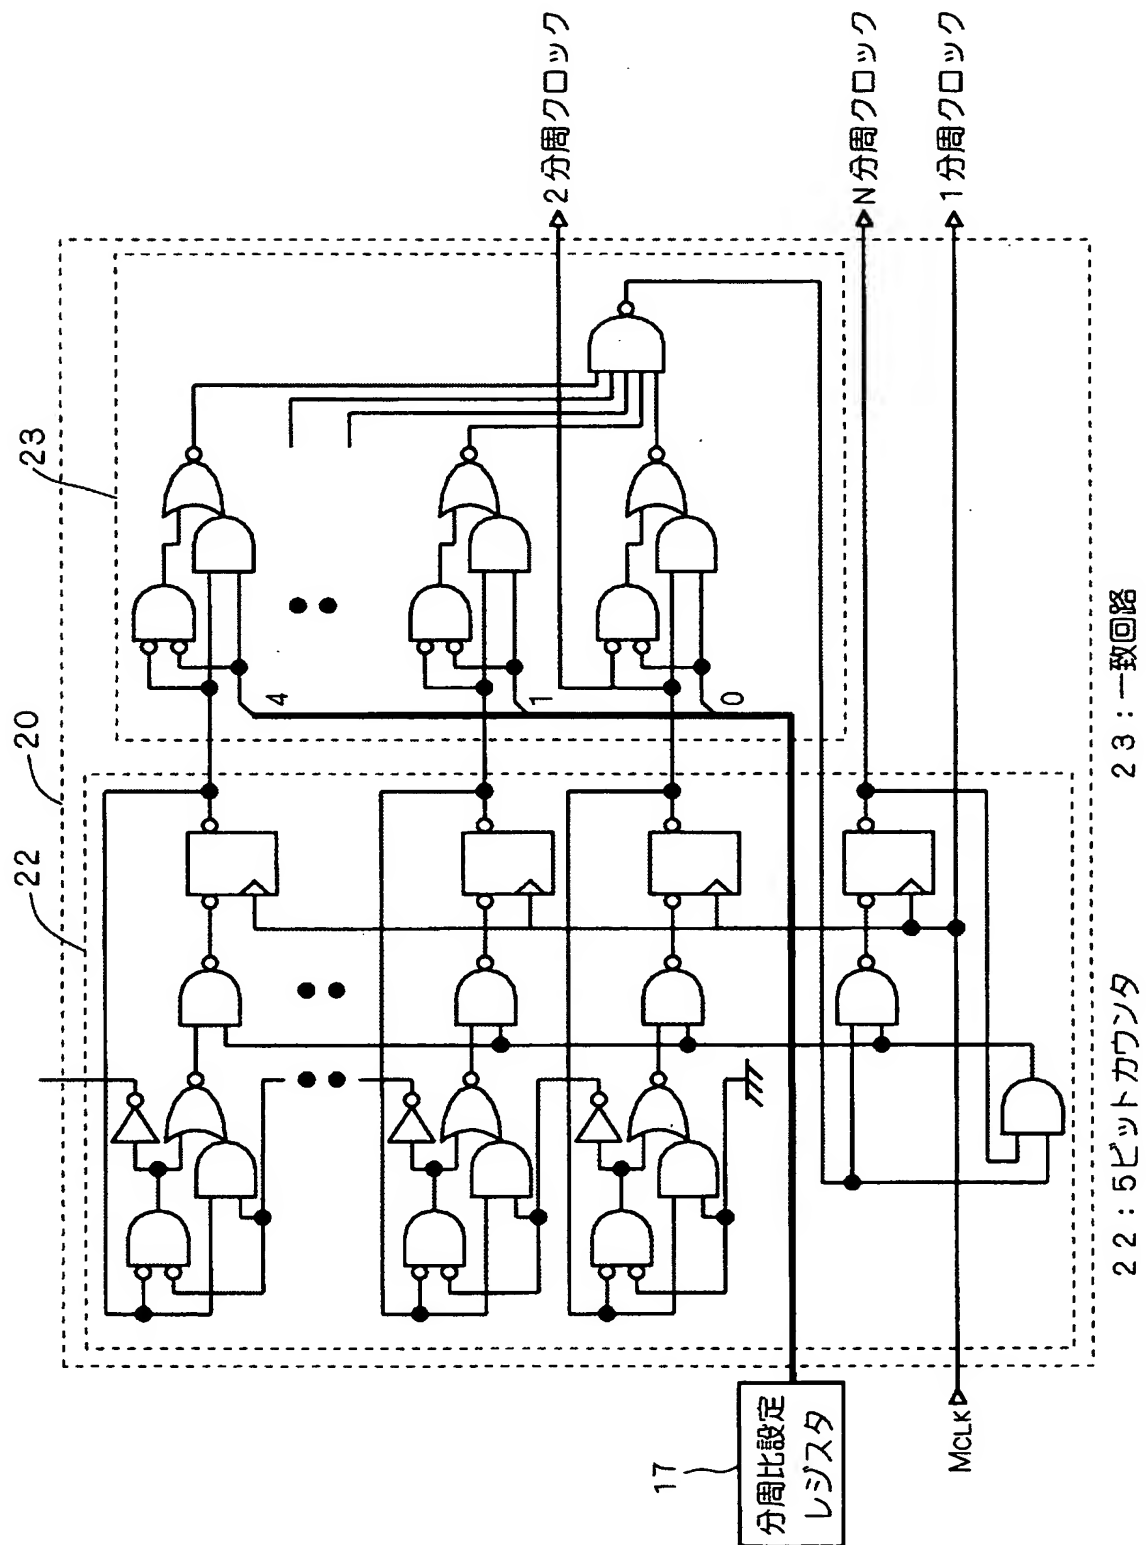 20
22
23
2分周クロック
N分周クロック
1分周クロック
4
1
0
17
分周比設定
レジスタ
MCLK
22:5ビットカウンタ
23:一致回路